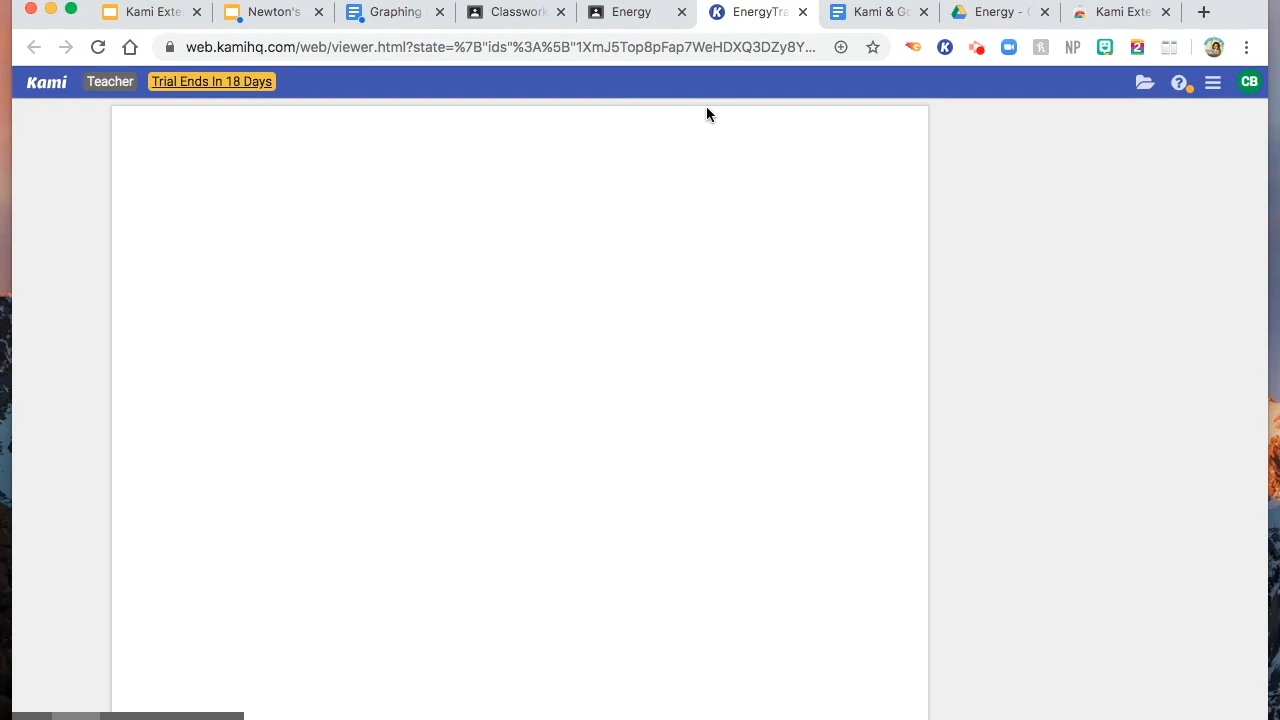 Kami Exte
Newton's
Graphing
Classwork
Energy
EnergyTra
Kami & Go
Energy - 
Kami Exte
web.kamihq.com/web/viewer.html?state=%7B"ids"%3A%5B"1XmJ5Top8pFap7WeHDXQ3DZy8Y...
NP
2
Kami
Teacher
Trial Ends In 18 Days
CB